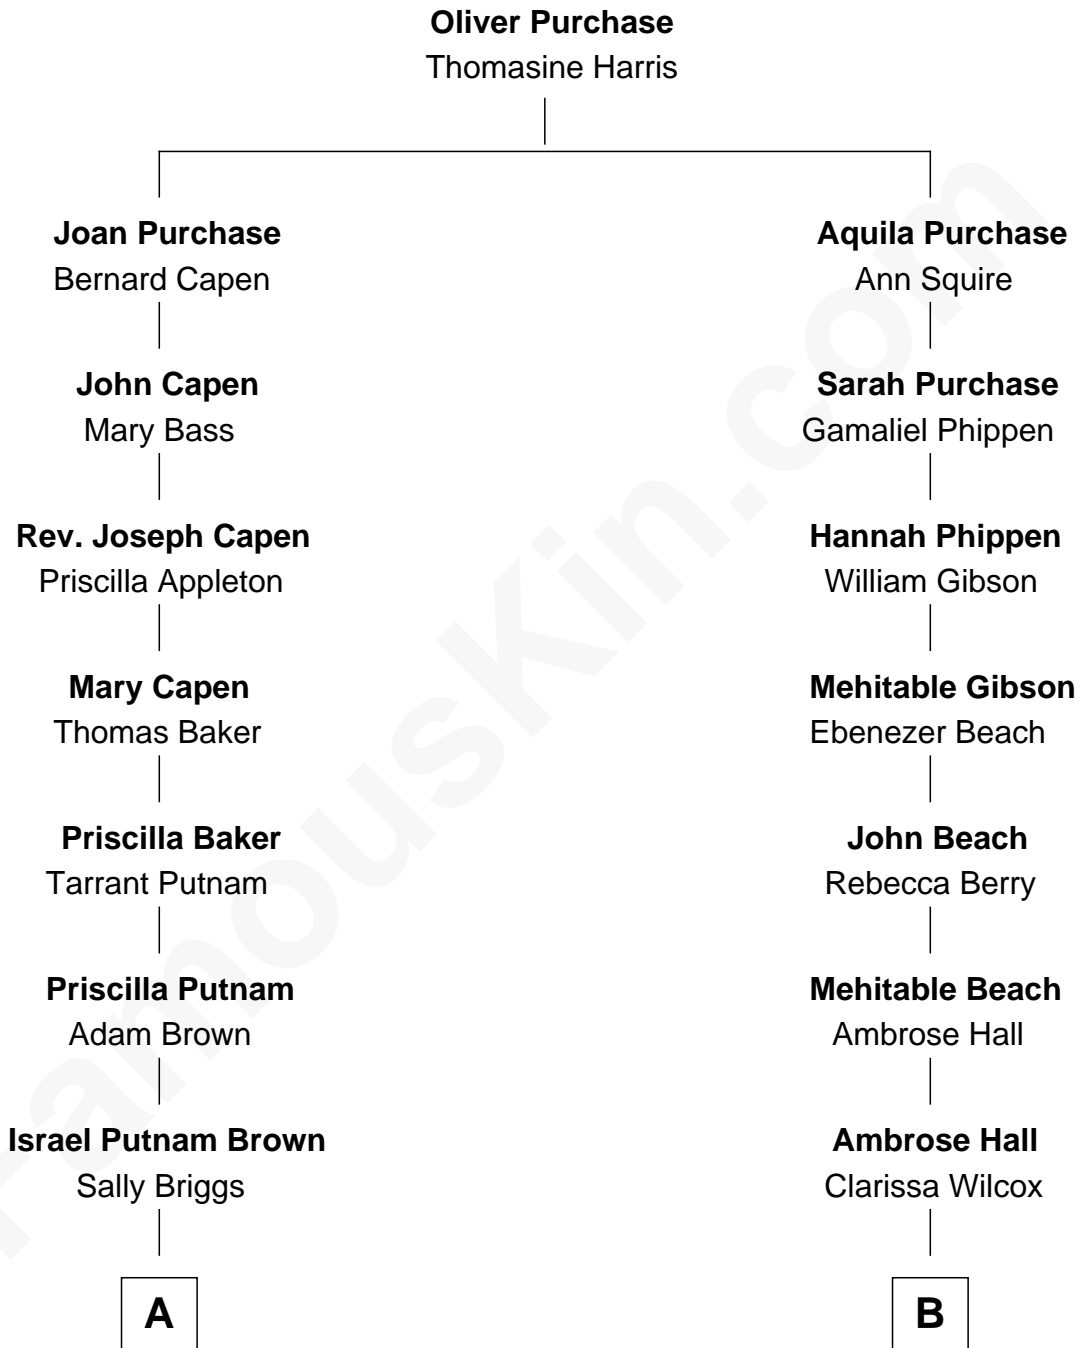 Oliver Purchase
Thomasine Harris
Joan Purchase
Bernard Capen
John Capen
Mary Bass
Rev. Joseph Capen
Priscilla Appleton
Mary Capen
Thomas Baker
Priscilla Baker
Tarrant Putnam
Priscilla Putnam
Adam Brown
Israel Putnam Brown
Sally Briggs
A
Aquila Purchase
Ann Squire
Sarah Purchase
Gamaliel Phippen
Hannah Phippen
William Gibson
Mehitable Gibson
Ebenezer Beach
John Beach
Rebecca Berry
Mehitable Beach
Ambrose Hall
Ambrose Hall
Clarissa Wilcox
B
FamousKin.com